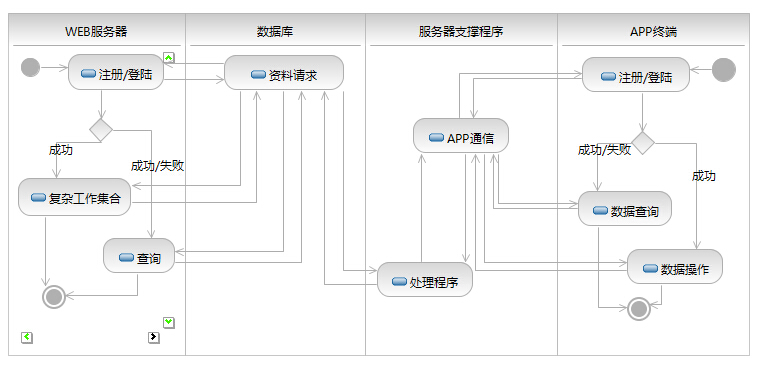 WEB服务器
数据库
服务器支撑程序
APP终端
注册/登陆
资料请求
注册/登陆
APP通信
成功
成功/失败
成功/失败
成功
复杂工作集合
数据查询
查询
数据操作
处理程序